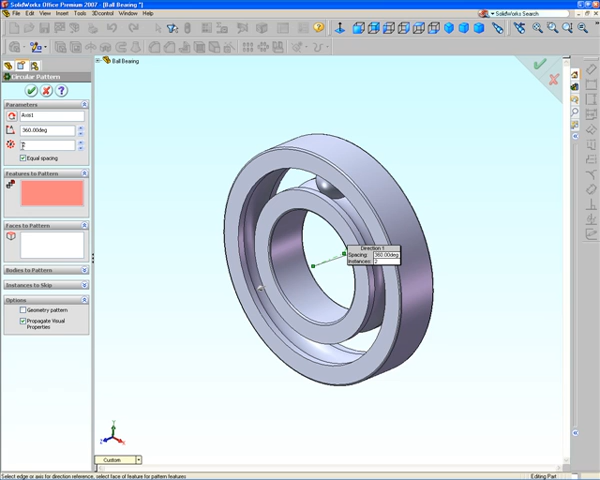 SolidWorks Office Premium 2007 - [Ball Bearing *]
File Edit View Insert Tools 3Dcontrol Window Help
SolidWorks Search
Ball Bearing
Circular Pattern
Parameters
Axis1
360.00deg
Equal spacing
Features to Pattern
Faces to Pattern
Bodies to Pattern
Instances to Skip
Options
Geometry pattern
Propagate Visual
Properties
Direction 1
Spacing: 360.00deg
Instances: 2
Custom
Select edge or axis for direction reference, select face of feature for pattern features
Editing Part